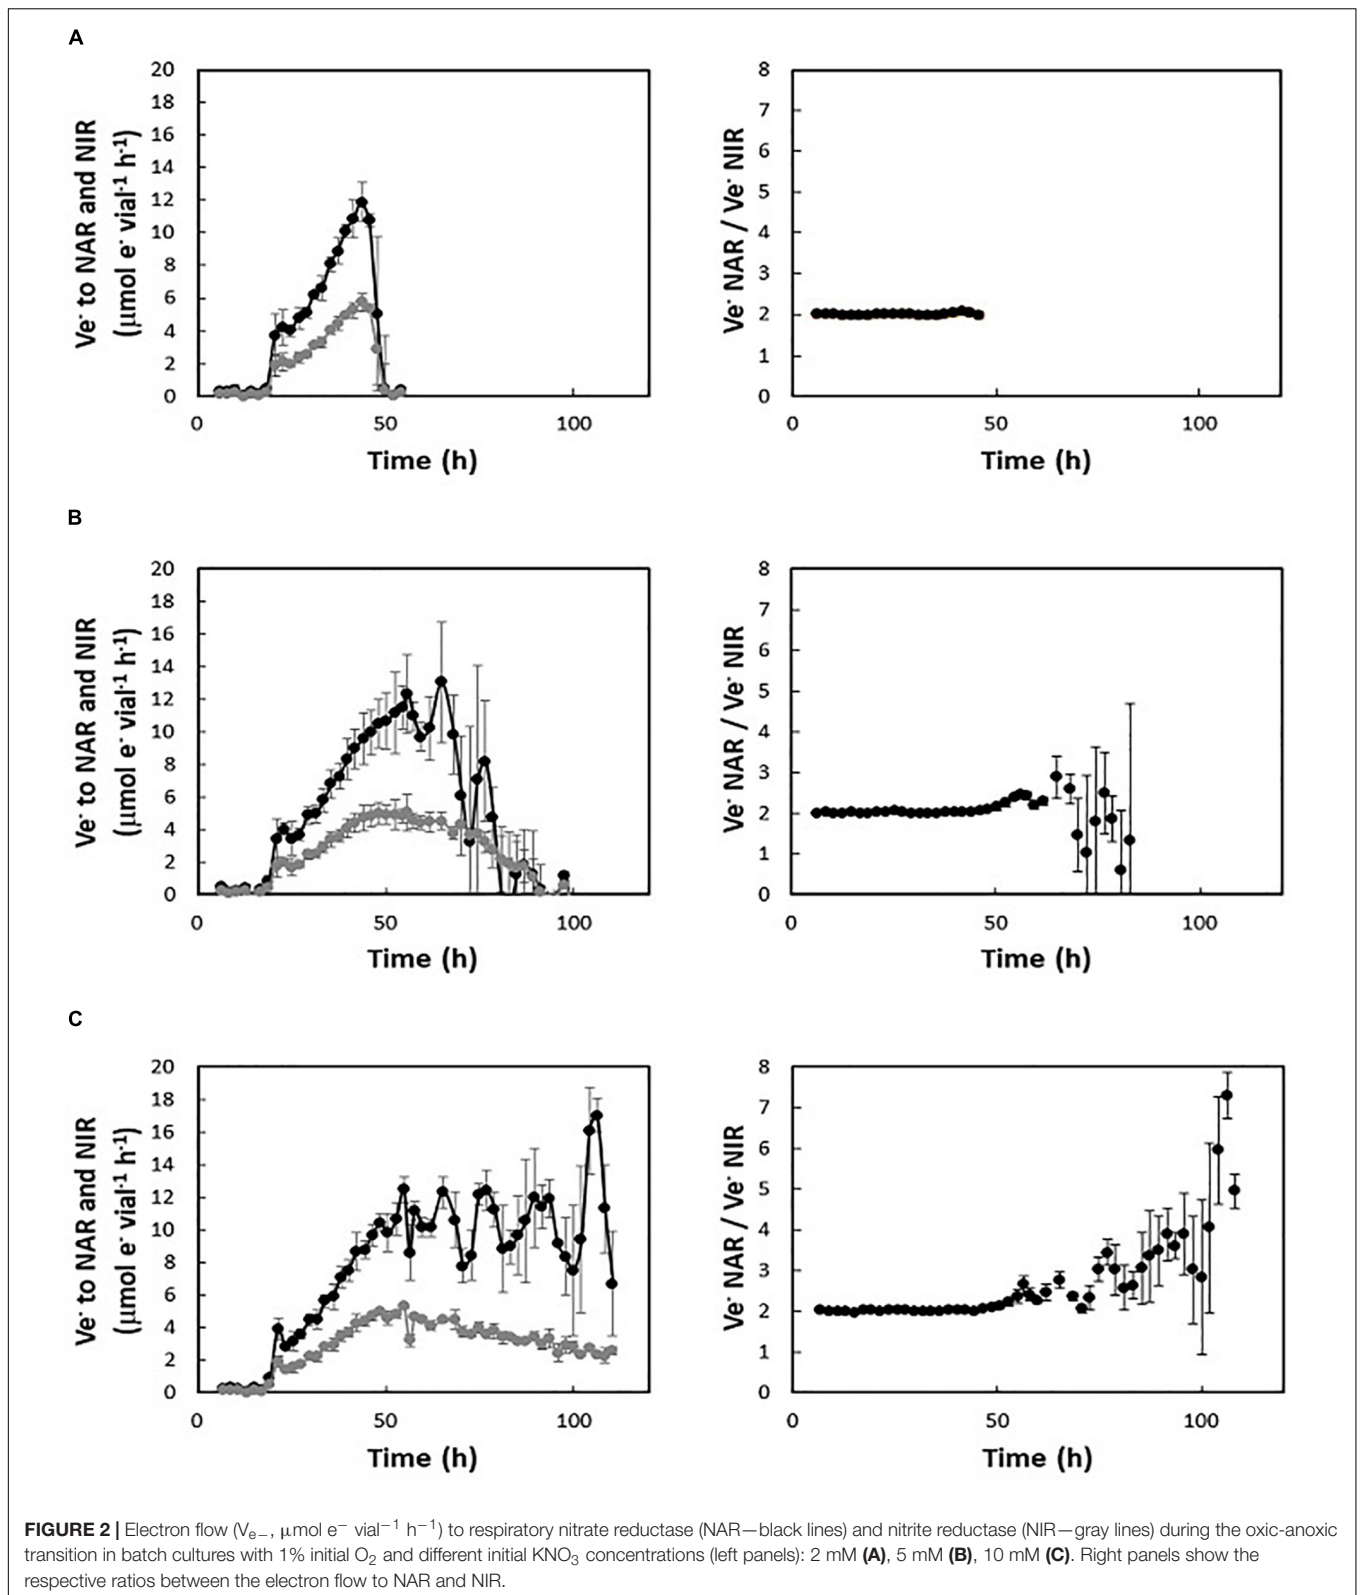 A
20
18
16
14
12
10
8
6
4
2
0
0 50 100
Ve⁻ to NAR and NIR
(μmol e⁻ vial⁻¹ h⁻¹)
Time (h)
8
7
6
5
4
3
2
1
0
0 50 100
Ve⁻ NAR / Ve⁻ NIR
Time (h)
B
20
18
16
14
12
10
8
6
4
2
0
0 50 100
Ve⁻ to NAR and NIR
(μmol e⁻ vial⁻¹ h⁻¹)
Time (h)
8
7
6
5
4
3
2
1
0
0 50 100
Ve⁻ NAR / Ve⁻ NIR
Time (h)
C
20
18
16
14
12
10
8
6
4
2
0
0 50 100
Ve⁻ to NAR and NIR
(μmol e⁻ vial⁻¹ h⁻¹)
Time (h)
8
7
6
5
4
3
2
1
0
0 50 100
Ve⁻ NAR / Ve⁻ NIR
Time (h)
FIGURE 2 | Electron flow (Vₑ₋, μmol e⁻ vial⁻¹ h⁻¹) to respiratory nitrate reductase (NAR—black lines) and nitrite reductase (NIR—gray lines) during the oxic-anoxic
transition in batch cultures with 1% initial O₂ and different initial KNO₃ concentrations (left panels): 2 mM (A), 5 mM (B), 10 mM (C). Right panels show the
respective ratios between the electron flow to NAR and NIR.